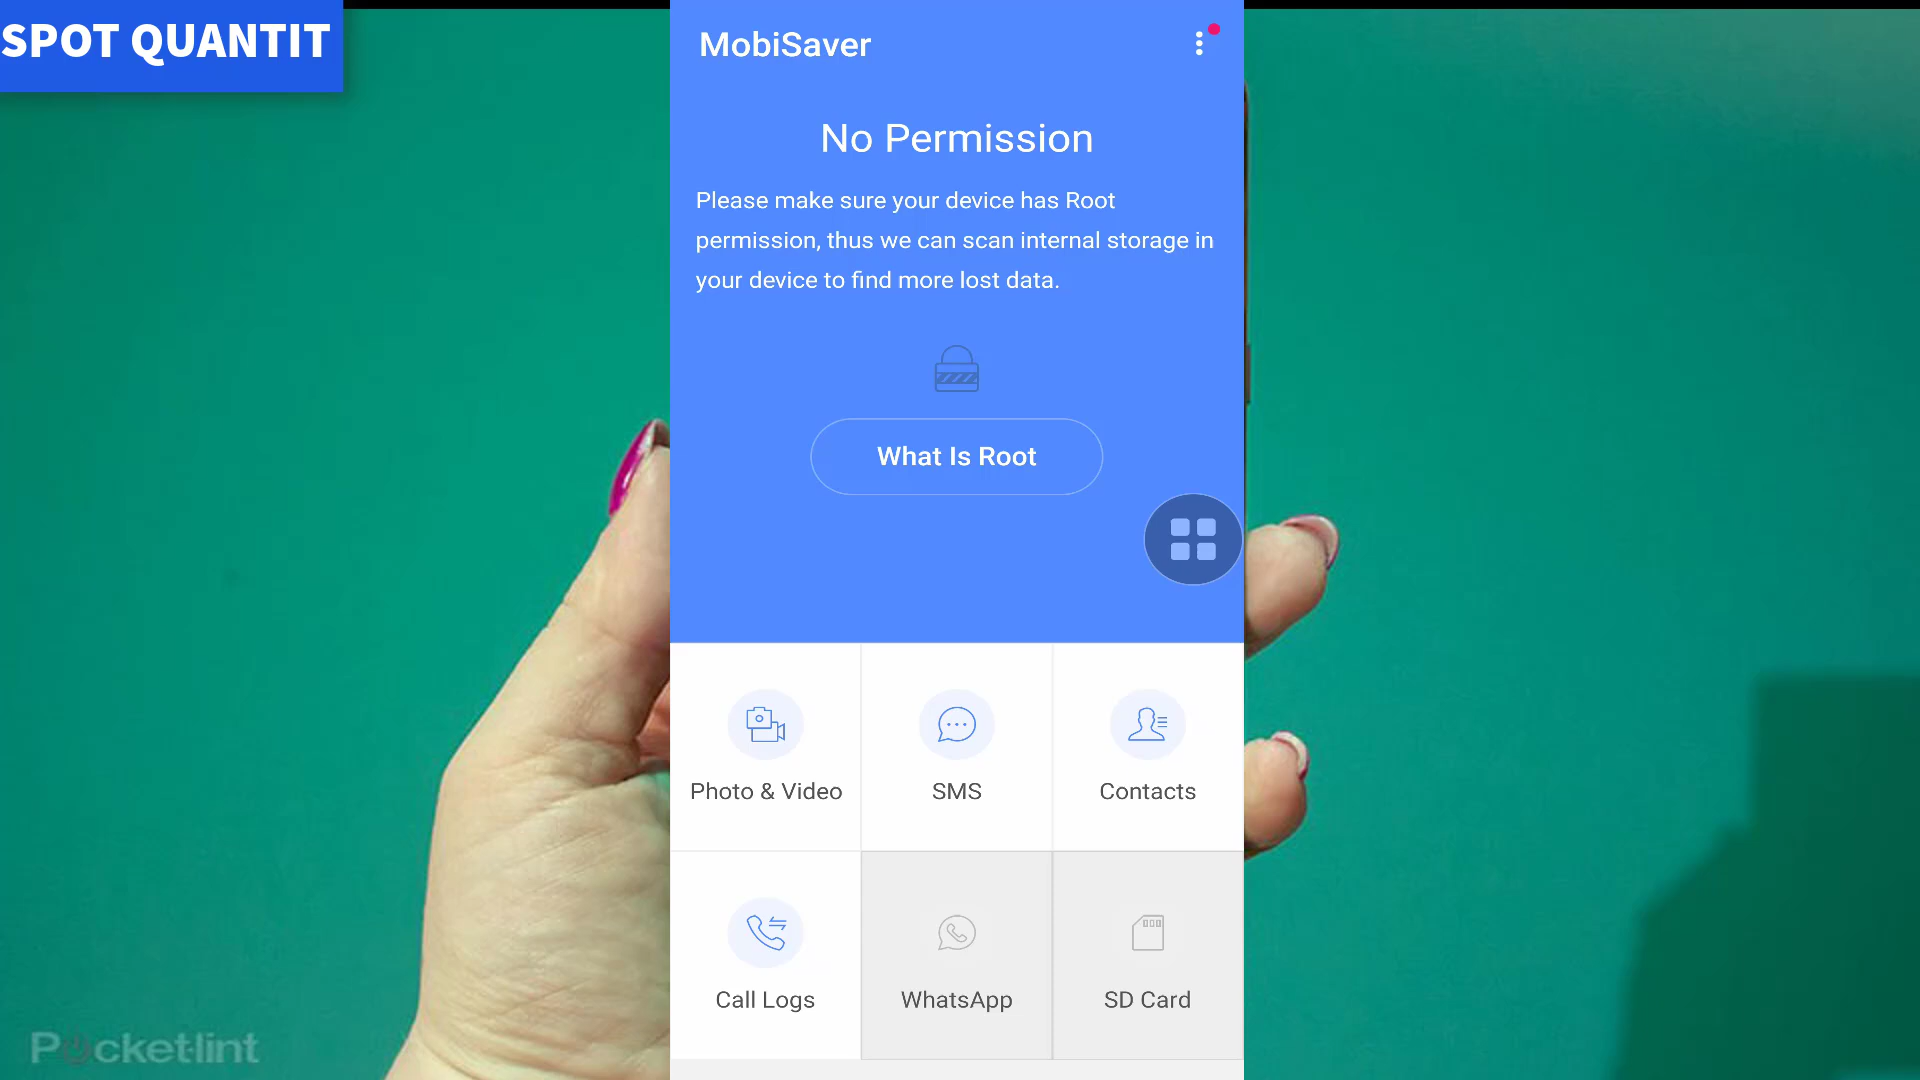 SPOT QUANTIT
MobiSaver
No Permission
Please make sure your device has Root
permission, thus we can scan internal storage in
your device to find more lost data.
What Is Root
Photo & Video
SMS
Contacts
Call Logs
WhatsApp
SD Card
Pocket-lint